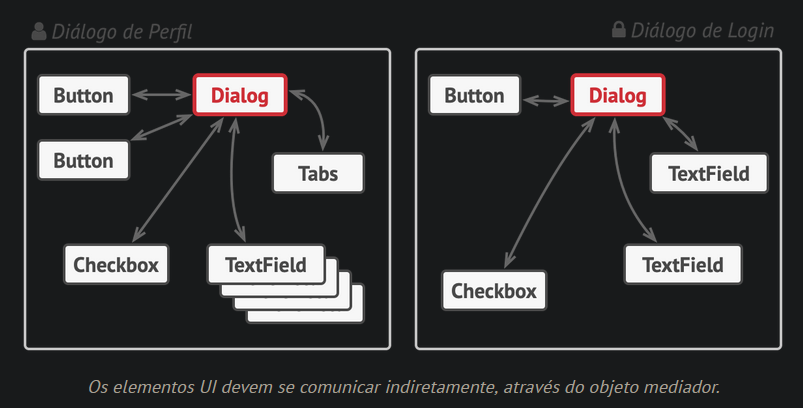 Diálogo de Perfil
Button
Dialog
Button
Tabs
Checkbox
TextField
Diálogo de Login
Button
Dialog
TextField
TextField
Checkbox
Os elementos UI devem se comunicar indiretamente, através do objeto mediador.